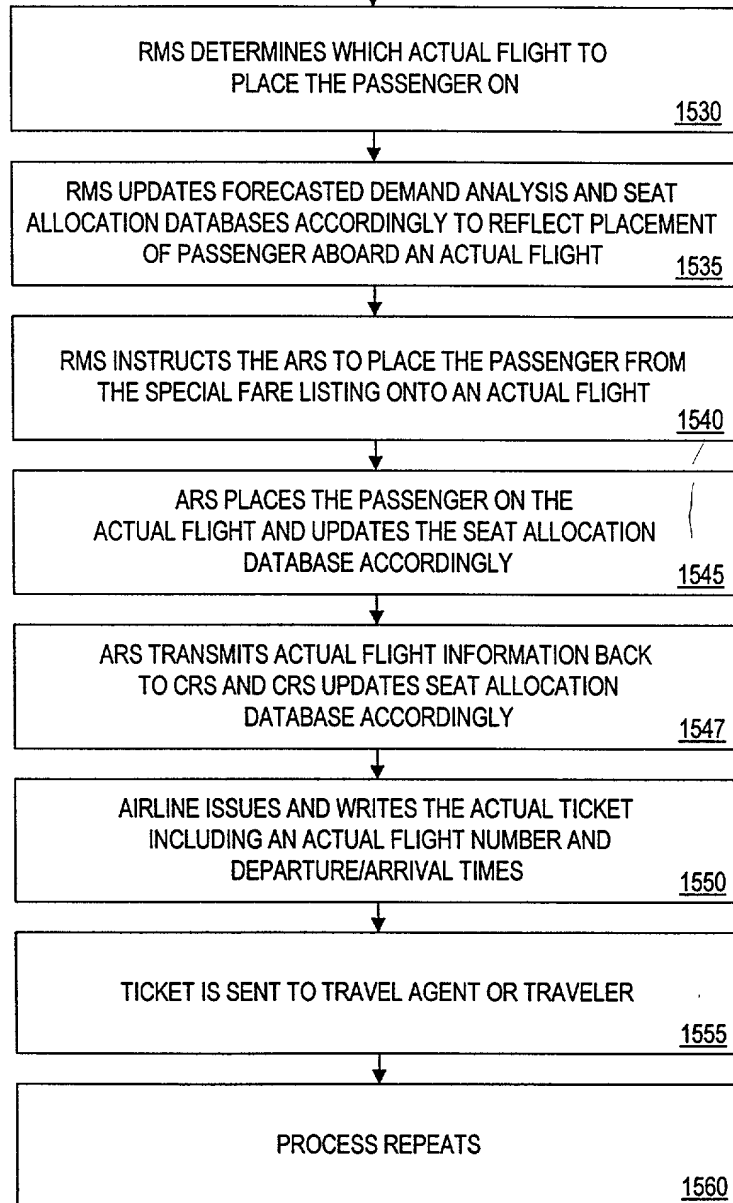 RMS DETERMINES WHICH ACTUAL FLIGHT TO
PLACE THE PASSENGER ON
1530
RMS UPDATES FORECASTED DEMAND ANALYSIS AND SEAT
ALLOCATION DATABASES ACCORDINGLY TO REFLECT PLACEMENT
OF PASSENGER ABOARD AN ACTUAL FLIGHT
1535
RMS INSTRUCTS THE ARS TO PLACE THE PASSENGER FROM
THE SPECIAL FARE LISTING ONTO AN ACTUAL FLIGHT
1540
ARS PLACES THE PASSENGER ON THE
ACTUAL FLIGHT AND UPDATES THE SEAT ALLOCATION
DATABASE ACCORDINGLY
1545
ARS TRANSMITS ACTUAL FLIGHT INFORMATION BACK
TO CRS AND CRS UPDATES SEAT ALLOCATION
DATABASE ACCORDINGLY
1547
AIRLINE ISSUES AND WRITES THE ACTUAL TICKET
INCLUDING AN ACTUAL FLIGHT NUMBER AND
DEPARTURE/ARRIVAL TIMES
1550
TICKET IS SENT TO TRAVEL AGENT OR TRAVELER
1555
PROCESS REPEATS
1560